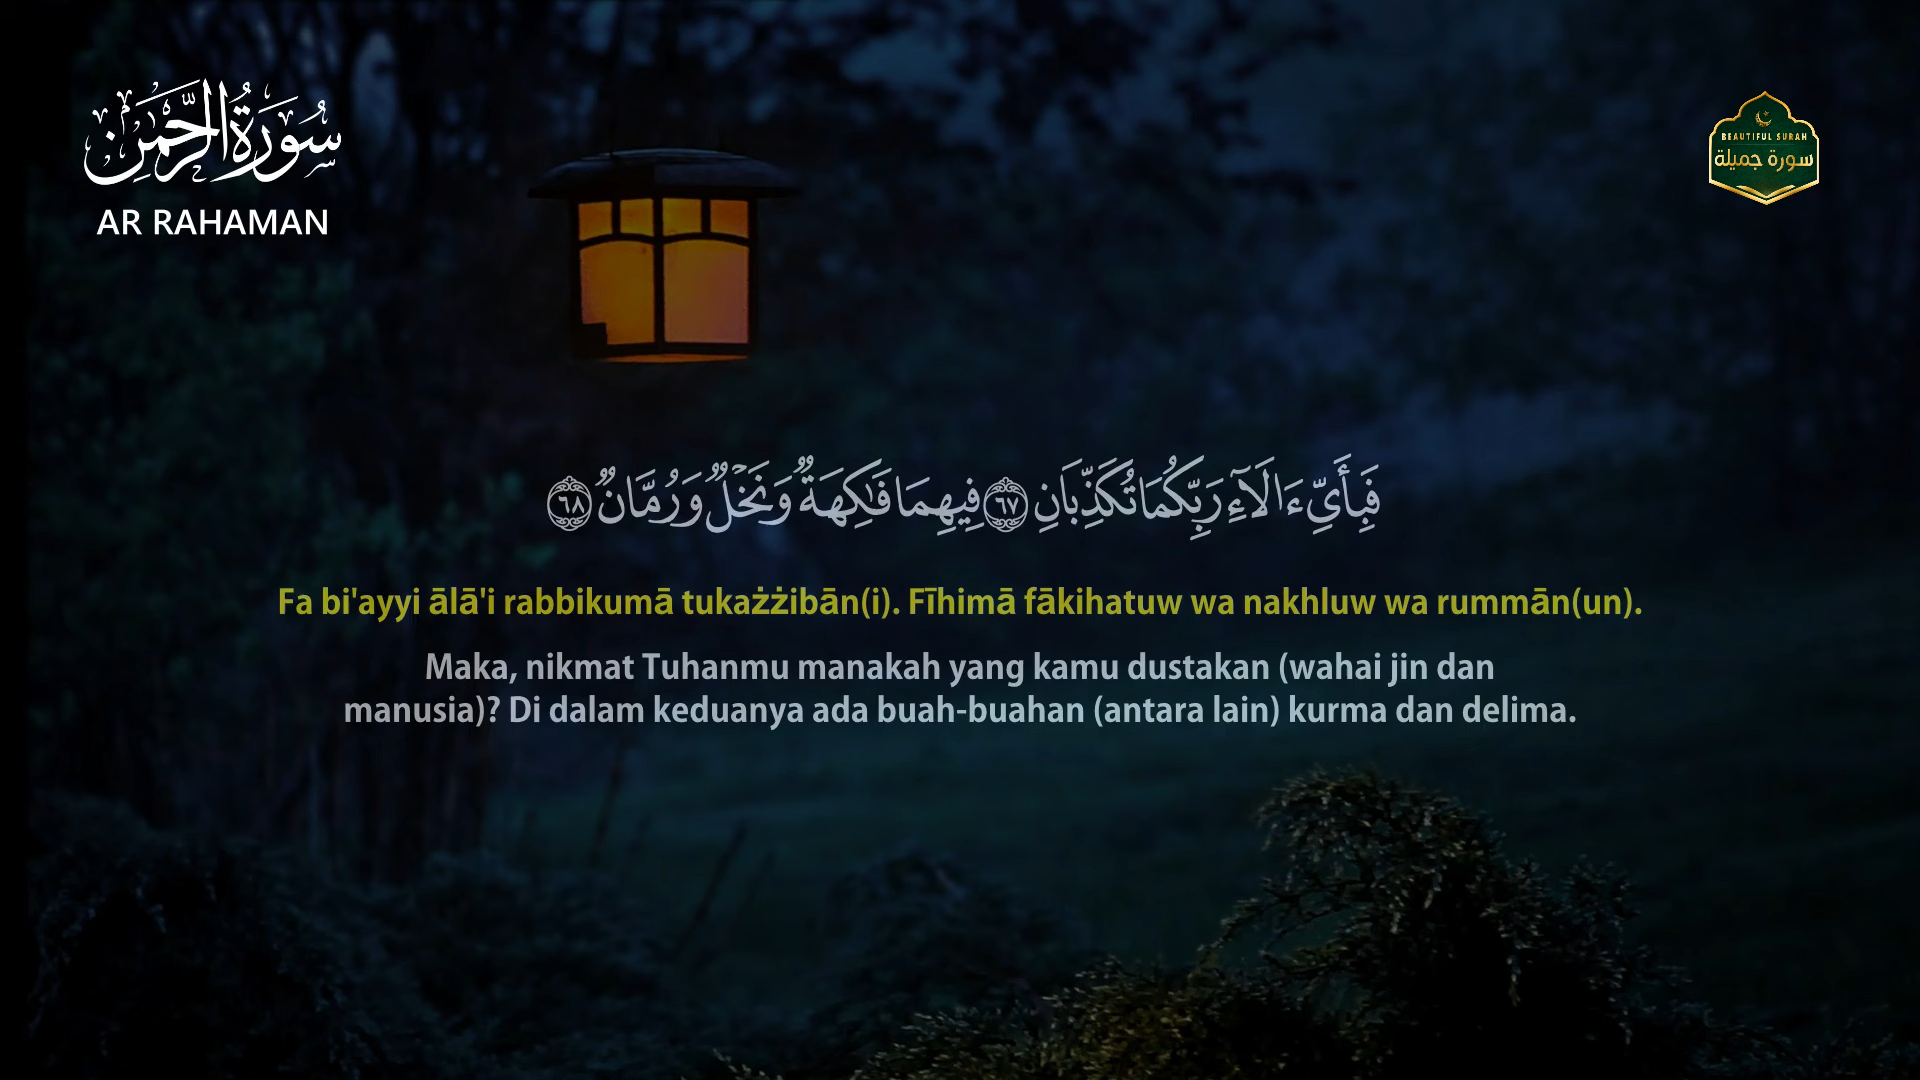 سُورَةُ الرَّحْمَٰن
AR RAHAMAN
BEAUTIFUL SURAH
سورة جميلة
فَبِأَيِّ ءَالَآءِ رَبِّكُمَا تُكَذِّبَانِ ٦٧ فِيهِمَا فَٰكِهَةٌ وَنَخْلٌ وَرُمَّانٌ ٦٨
Fa bi'ayyi ālā'i rabbikumā tukażżibān(i). Fīhimā fākihatuw wa nakhluw wa rummān(un).
Maka, nikmat Tuhanmu manakah yang kamu dustakan (wahai jin dan
manusia)? Di dalam keduanya ada buah-buahan (antara lain) kurma dan delima.